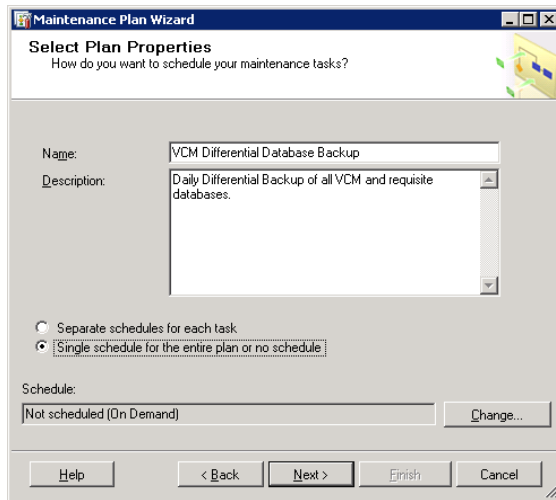 Maintenance Plan Wizard
Select Plan Properties
How do you want to schedule your maintenance tasks?
Name:
VCM Differential Database Backup
Description:
Daily Differential Backup of all VCM and requisite
databases.
Separate schedules for each task
Single schedule for the entire plan or no schedule
Schedule:
Not scheduled (On Demand)
Change...
Help
< Back
Next >
Finish
Cancel